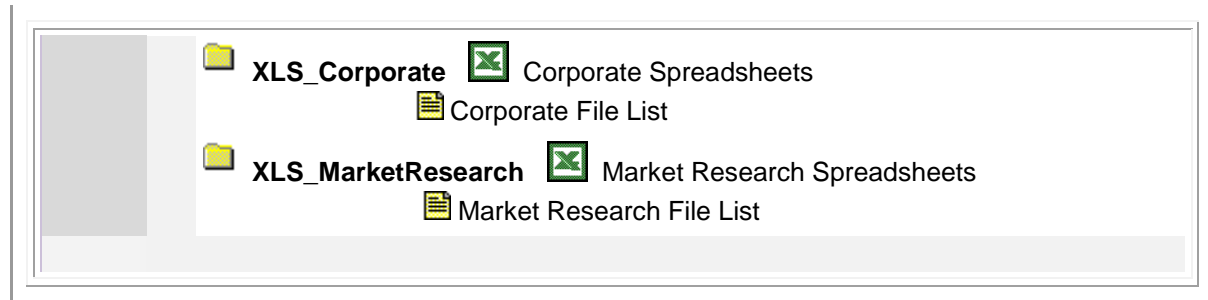 XLS_Corporate Corporate Spreadsheets
Corporate File List
XLS_MarketResearch Market Research Spreadsheets
Market Research File List